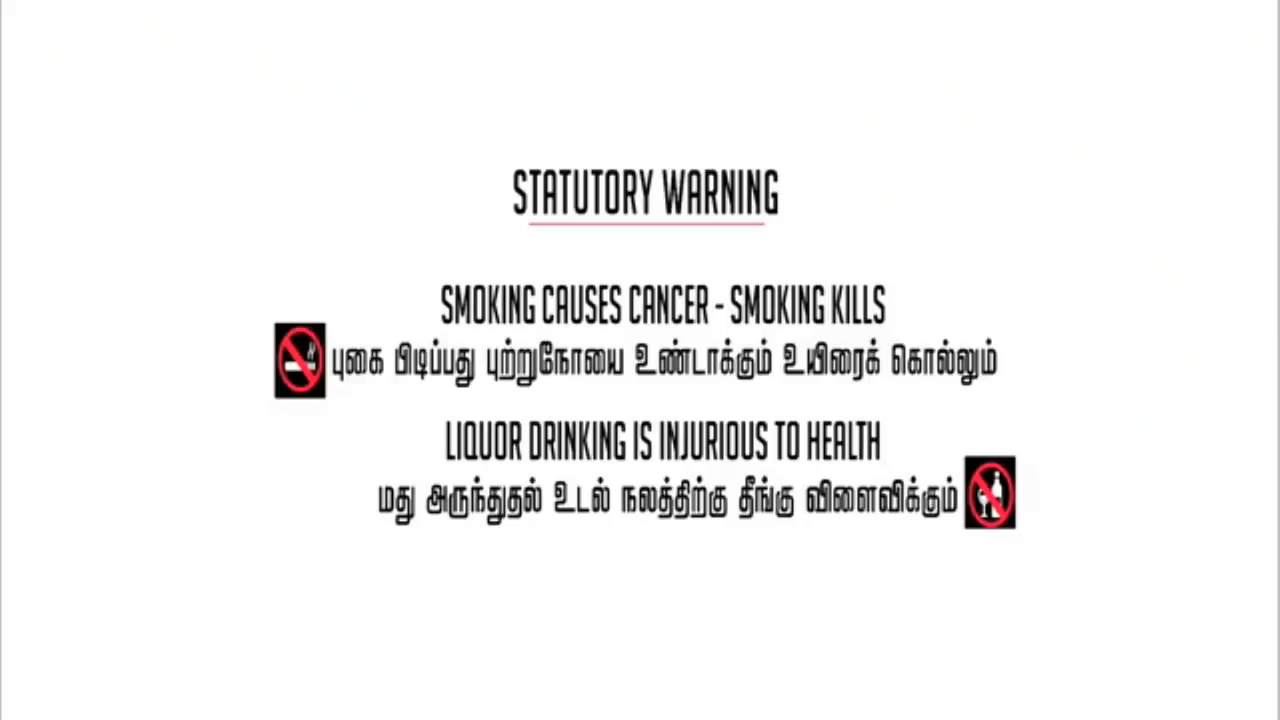 STATUTORY WARNING
SMOKING CAUSES CANCER - SMOKING KILLS
புகை பிடிப்பது புற்றுநோயை உண்டாக்கும் உயிரைக் கொல்லும்
LIQUOR DRINKING IS INJURIOUS TO HEALTH
மது அருந்துதல் உடல் நலத்திற்கு தீங்கு விளைவிக்கும்